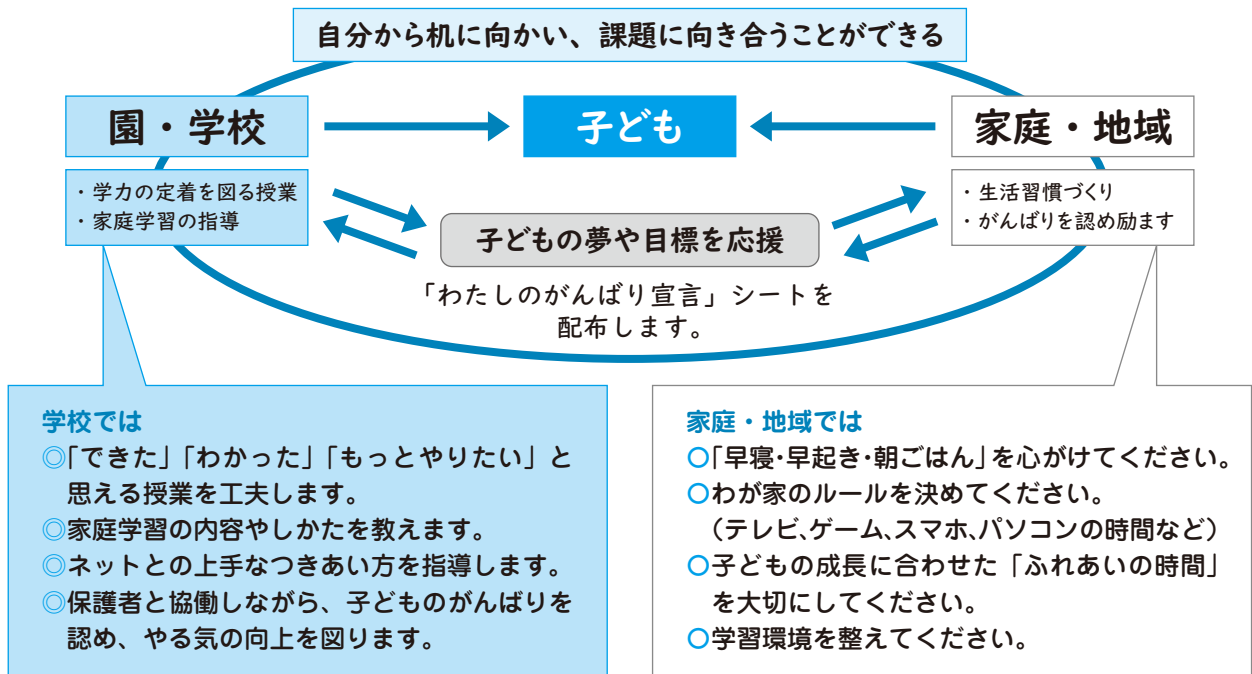 自分から机に向かい、課題に向き合うことができる
園・学校
子ども
家庭・地域
・学力の定着を図る授業
・家庭学習の指導
・生活習慣づくり
・がんばりを認め励ます
子どもの夢や目標を応援
「わたしのがんばり宣言」シートを
配布します。
学校では
◎「できた」「わかった」「もっとやりたい」と
思える授業を工夫します。
◎家庭学習の内容やしかたを教えます。
◎ネットとの上手なつきあい方を指導します。
◎保護者と協働しながら、子どものがんばりを
認め、やる気の向上を図ります。
家庭・地域では
○「早寝・早起き・朝ごはん」を心がけてください。
○わが家のルールを決めてください。
（テレビ、ゲーム、スマホ、パソコンの時間など）
○子どもの成長に合わせた「ふれあいの時間」
を大切にしてください。
○学習環境を整えてください。